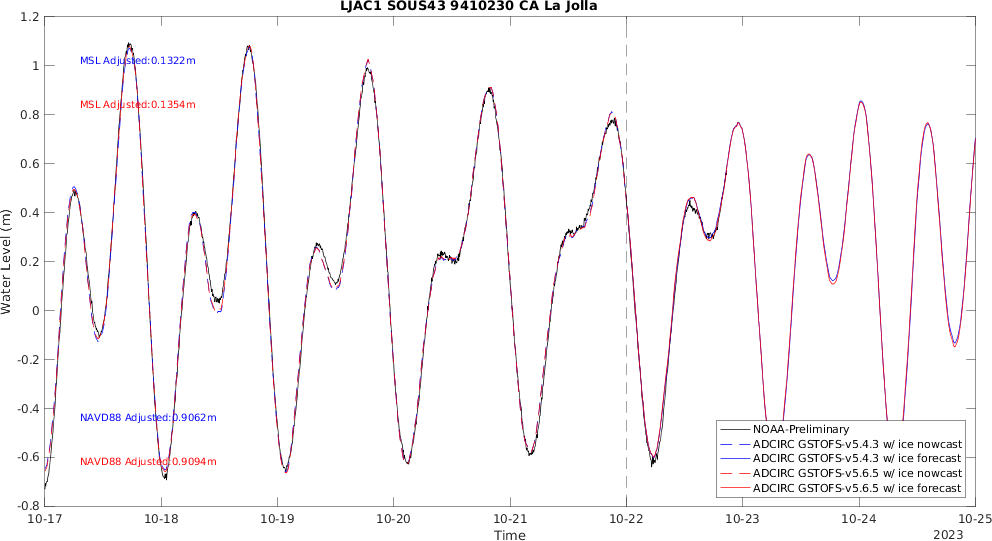 LJAC1 SOUS43 9410230 CA La Jolla
1.2
1
0.8
0.6
0.4
0.2
0
-0.2
-0.4
-0.6
-0.8
Water Level (m)
MSL Adjusted:0.1322m
MSL Adjusted:0.1354m
NAVD88 Adjusted:0.9062m
NAVD88 Adjusted:0.9094m
NOAA-Preliminary
ADCIRC GSTOFS-v5.4.3 w/ ice nowcast
ADCIRC GSTOFS-v5.4.3 w/ ice forecast
ADCIRC GSTOFS-v5.6.5 w/ ice nowcast
ADCIRC GSTOFS-v5.6.5 w/ ice forecast
10-17 10-18 10-19 10-20 10-21 10-22 10-23 10-24 10-25
Time
2023